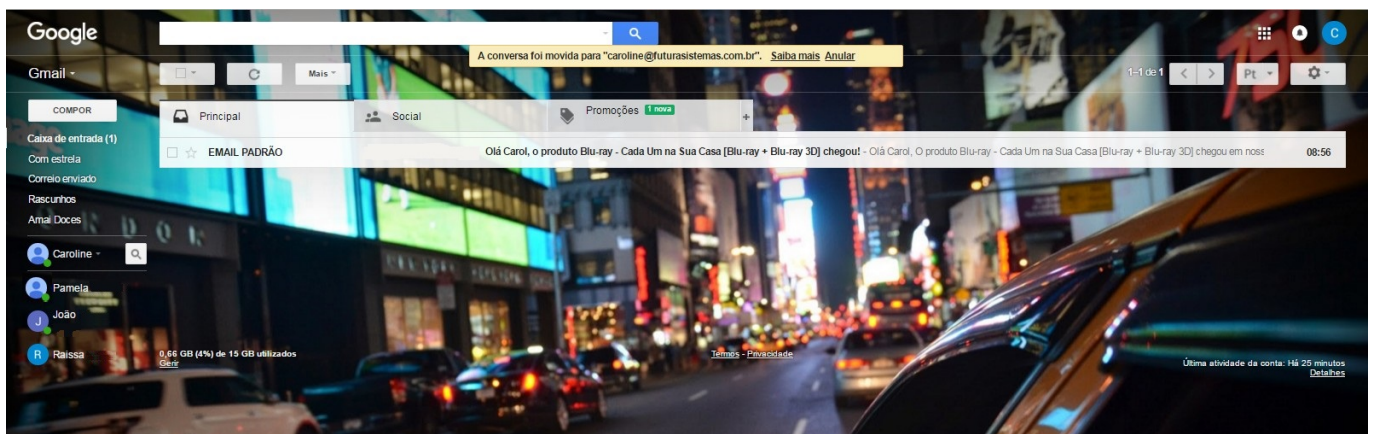 Google
A conversa foi movida para "caroline@futurasistemas.com.br". Saiba mais Anular
C
Gmail
Mais
1–1 de 1
Pt
COMPOR
Principal
Social
Promoções 1 nova
+
Caixa de entrada (1)
EMAIL PADRÃO Olá Carol, o produto Blu-ray - Cada Um na Sua Casa [Blu-ray + Blu-ray 3D] chegou! - Olá Carol, O produto Blu-ray - Cada Um na Sua Casa [Blu-ray + Blu-ray 3D] chegou em noss 08:56
Com estrela
Correio enviado
Rascunhos
Amai Doces
Caroline
Pamela
J João
R Raissa
0,66 GB (4%) de 15 GB utilizados
Gerir
Termos - Privacidade
Última atividade da conta: Há 25 minutos
Detalhes